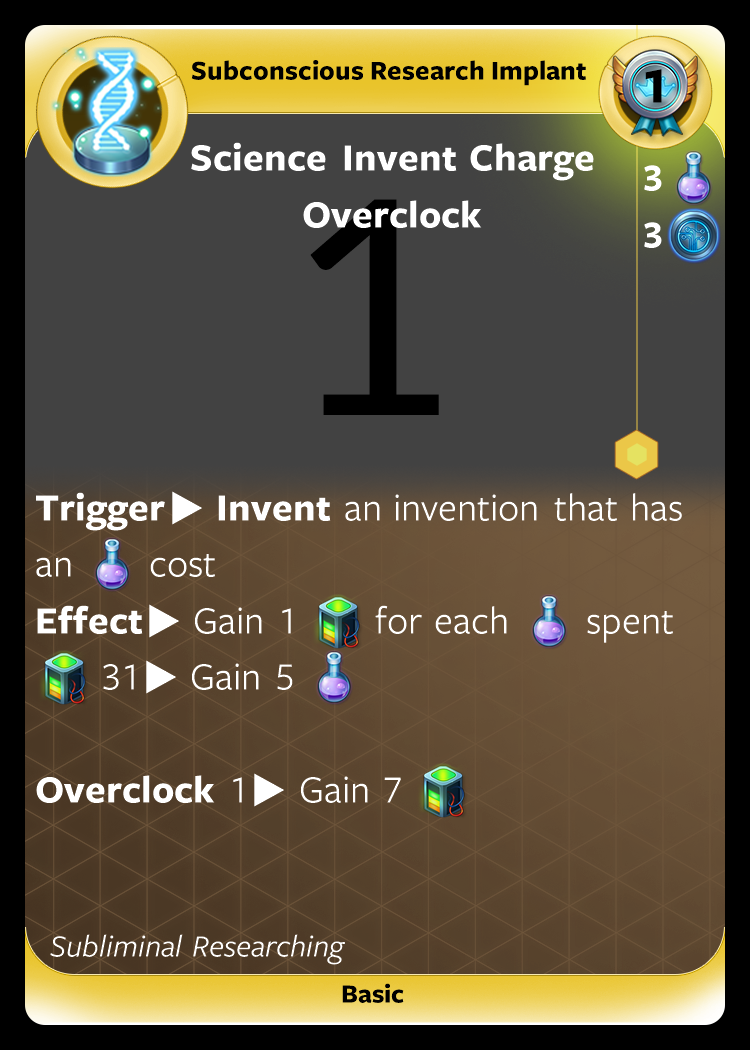 Subconscious Research Implant
1
Science Invent Charge
Overclock
3
3
1
Trigger▶ Invent an invention that has
an cost
Effect▶ Gain 1 for each spent
31▶ Gain 5
Overclock 1▶ Gain 7
Subliminal Researching
Basic